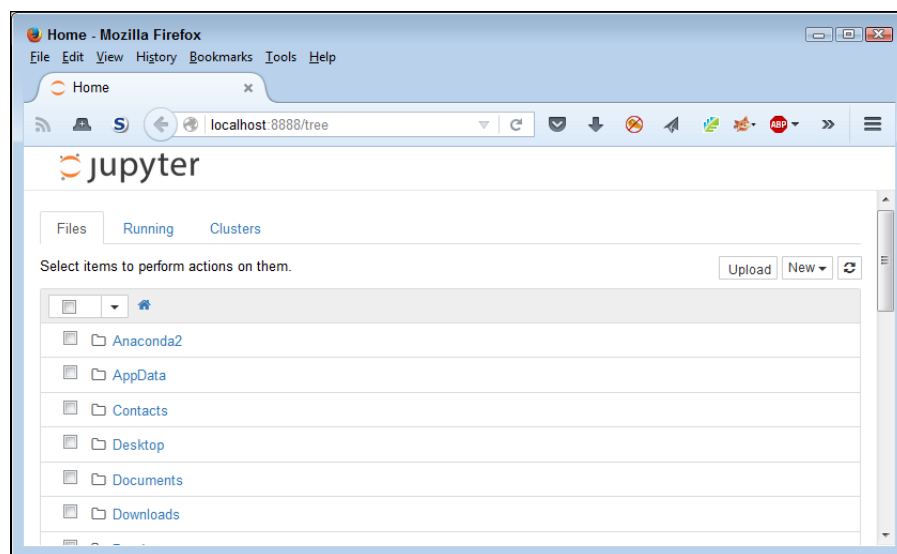 Home - Mozilla Firefox
File Edit View History Bookmarks Tools Help
Home
S localhost:8888/tree ABP
jupyter
Files Running Clusters
Select items to perform actions on them.
Upload New
Anaconda2
AppData
Contacts
Desktop
Documents
Downloads